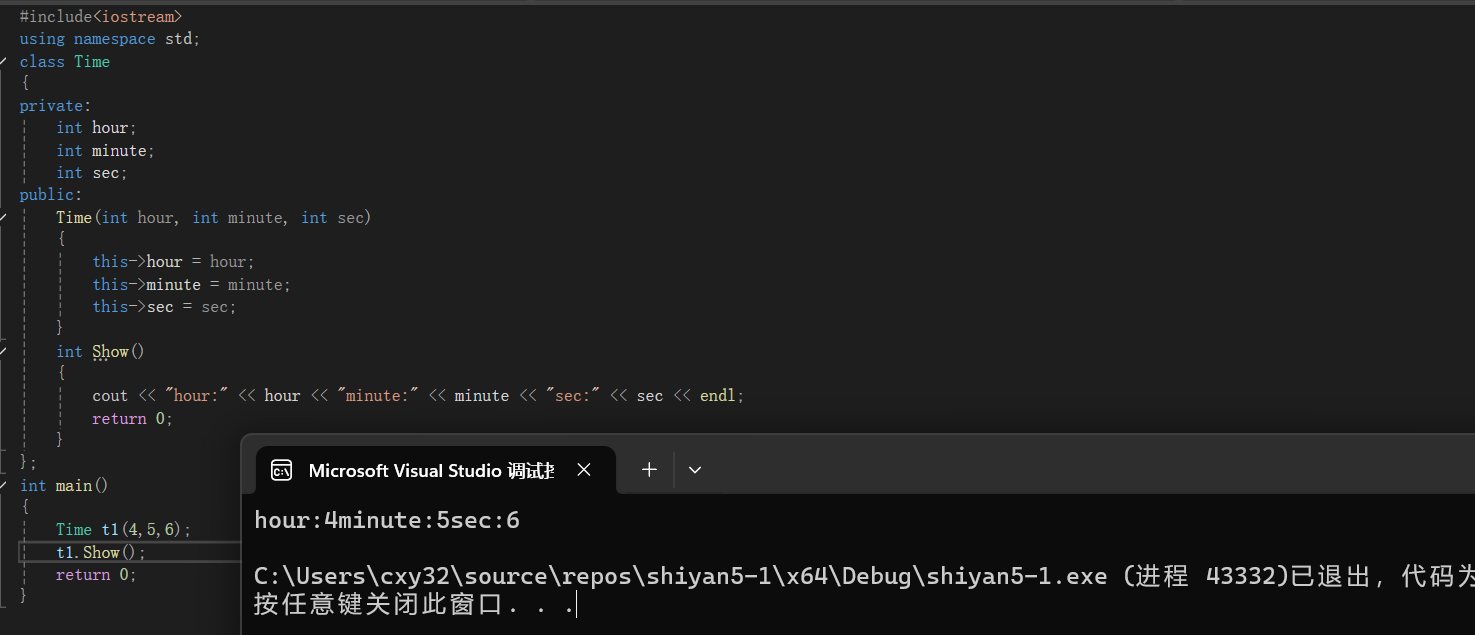 #include<iostream>
using namespace std;
class Time
{
private:
    int hour;
    int minute;
    int sec;
public:
    Time(int hour, int minute, int sec)
    {
        this->hour = hour;
        this->minute = minute;
        this->sec = sec;
    }
    int Show()
    {
        cout << "hour:" << hour << "minute:" << minute << "sec:" << sec << endl;
        return 0;
    }
};
int main()
{
    Time t1(4,5,6);
    t1.Show();
    return 0;
}
Microsoft Visual Studio 调试
hour:4minute:5sec:6
C:\Users\cxy32\source\repos\shiyan5-1\x64\Debug\shiyan5-1.exe (进程 43332)已退出，代码为
按任意键关闭此窗口. . .